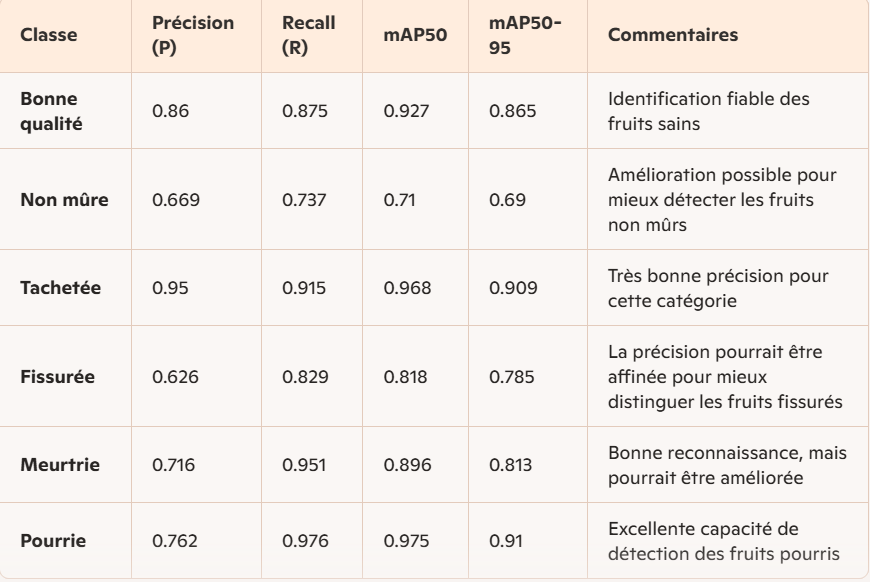 Classe
Précision
(P)
Recall
(R)
mAP50
mAP50-
95
Commentaires
Bonne
qualité
0.86
0.875
0.927
0.865
Identification fiable des
fruits sains
Non mûre
0.669
0.737
0.71
0.69
Amélioration possible pour
mieux détecter les fruits
non mûrs
Tachetée
0.95
0.915
0.968
0.909
Très bonne précision pour
cette catégorie
Fissurée
0.626
0.829
0.818
0.785
La précision pourrait être
affinée pour mieux
distinguer les fruits fissurés
Meurtrie
0.716
0.951
0.896
0.813
Bonne reconnaissance, mais
pourrait être améliorée
Pourrie
0.762
0.976
0.975
0.91
Excellente capacité de
détection des fruits pourris